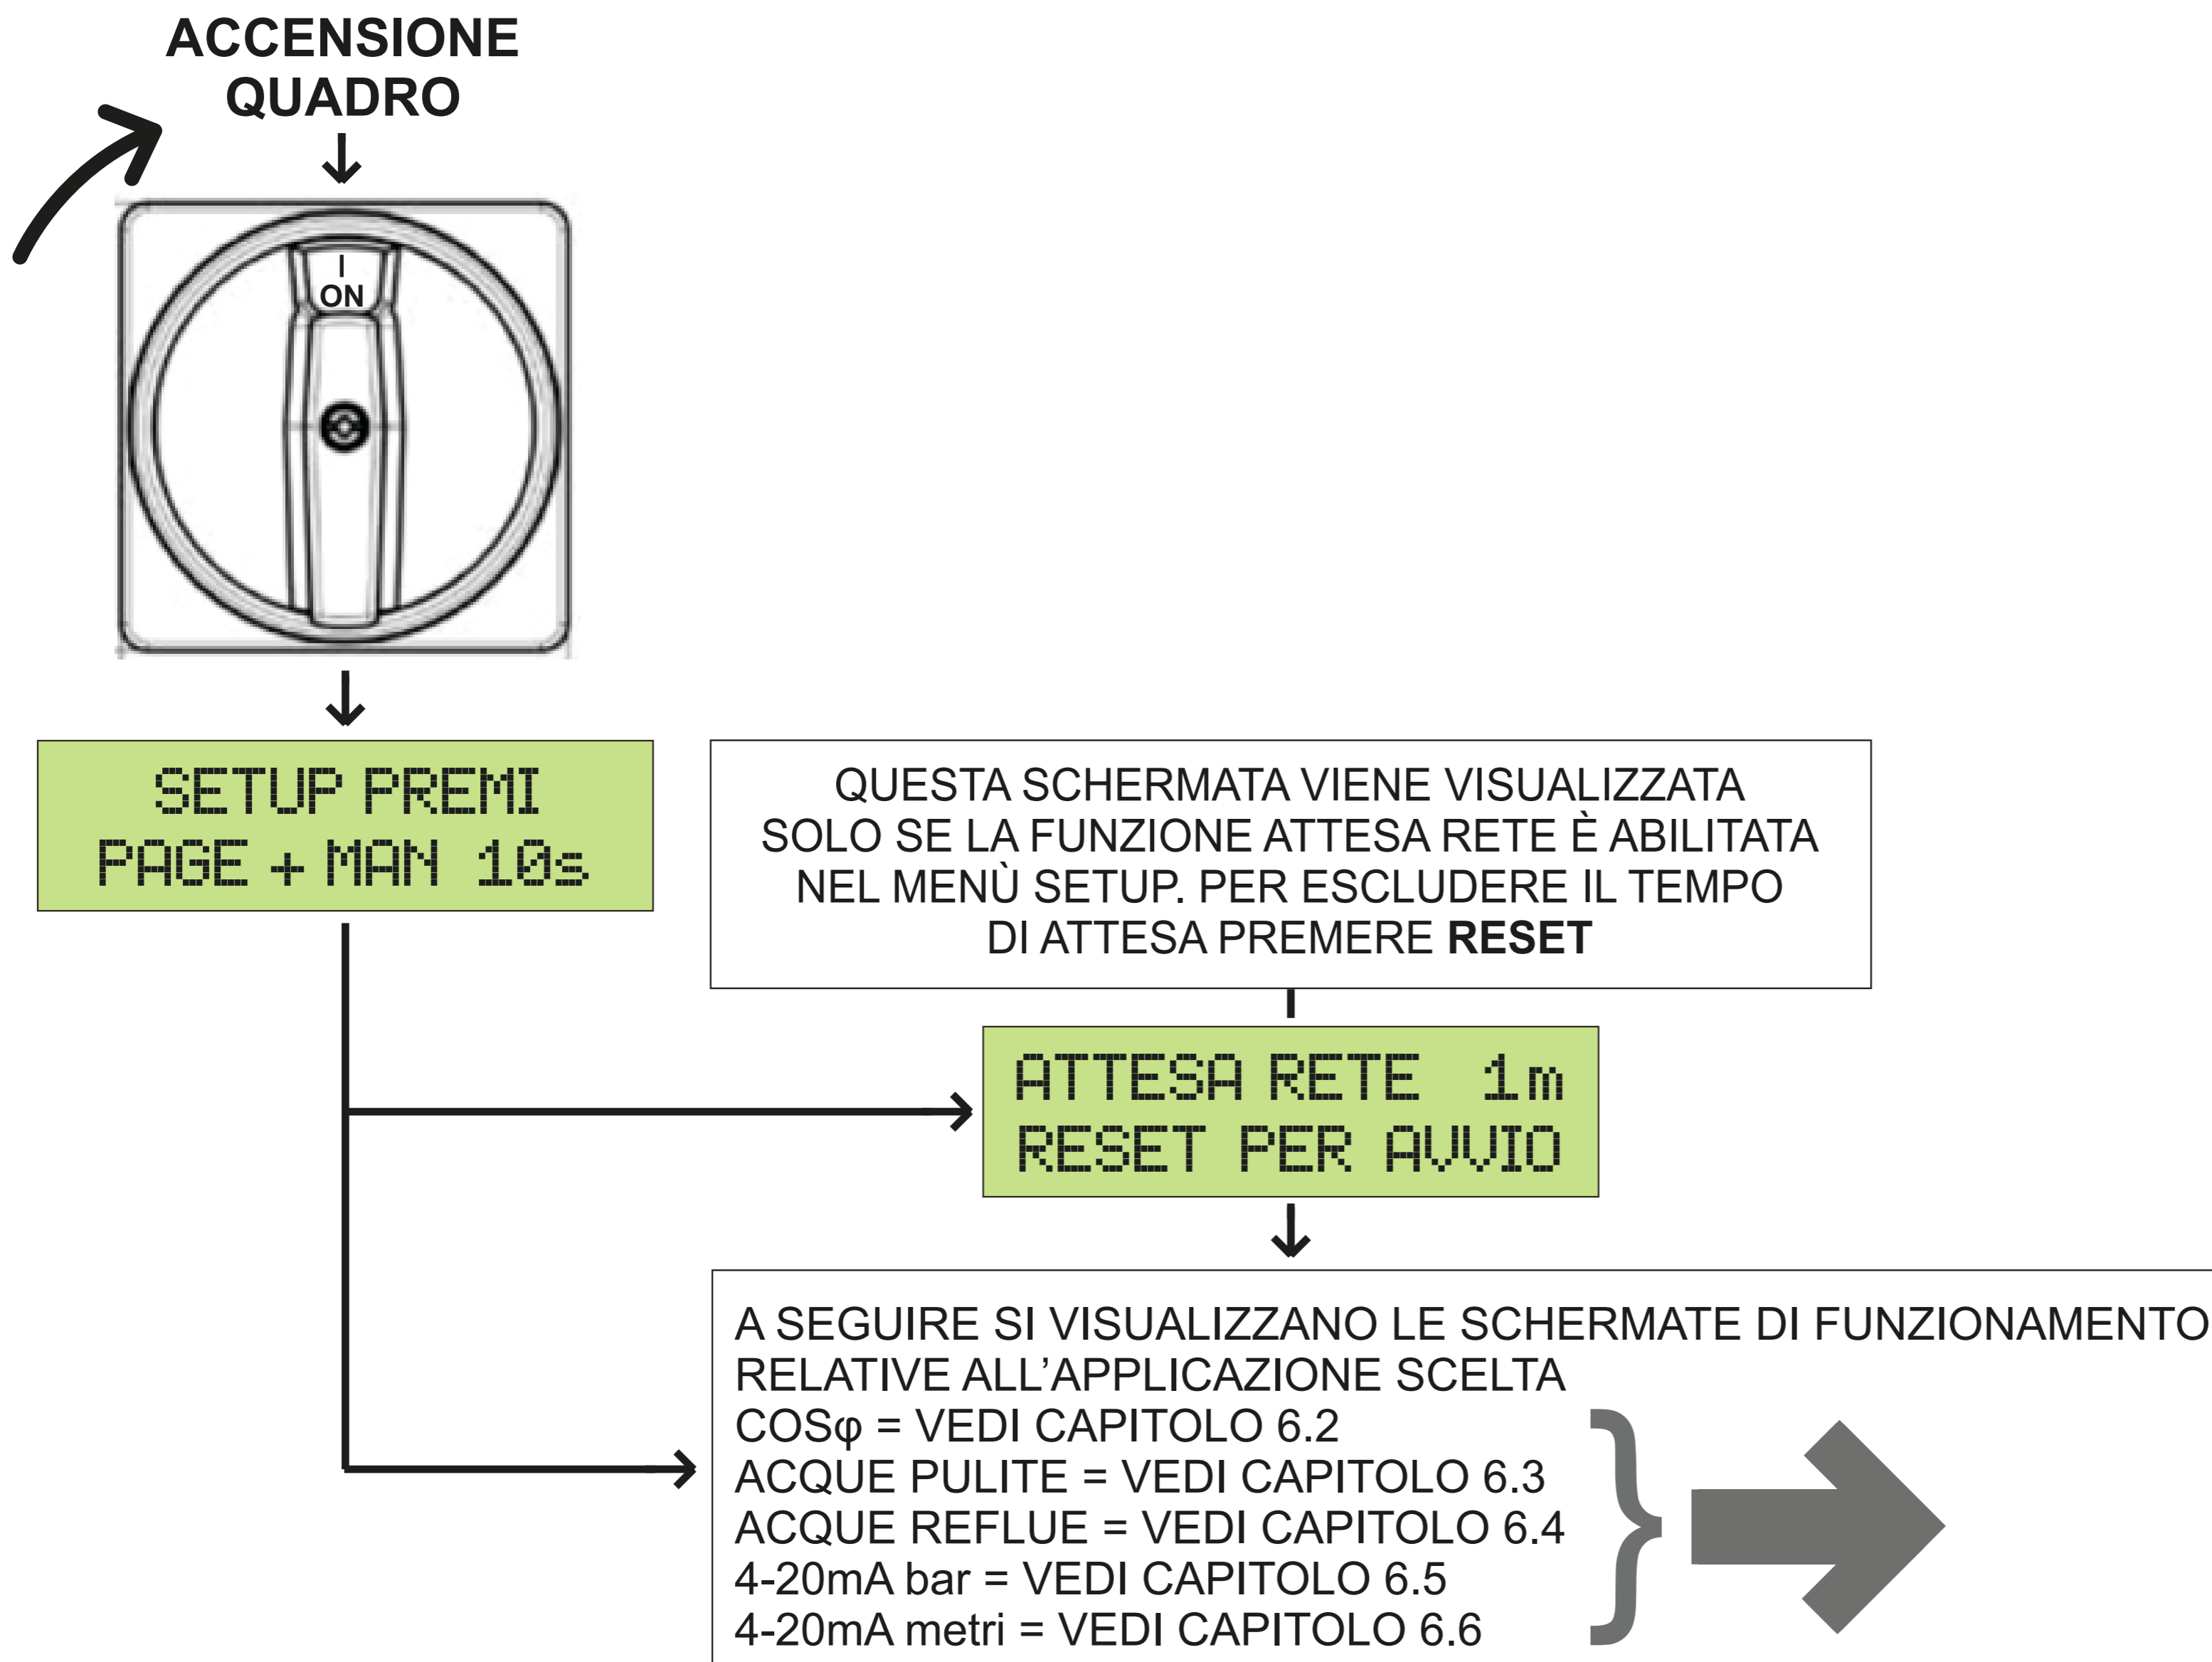 ACCENSIONE
QUADRO
I
ON
SETUP PREMI
PAGE + MAN 10s
QUESTA SCHERMATA VIENE VISUALIZZATA
SOLO SE LA FUNZIONE ATTESA RETE È ABILITATA
NEL MENÙ SETUP. PER ESCLUDERE IL TEMPO
DI ATTESA PREMERE RESET
ATTESA RETE 1m
RESET PER AVVIO
A SEGUIRE SI VISUALIZZANO LE SCHERMATE DI FUNZIONAMENTO
RELATIVE ALL’APPLICAZIONE SCELTA
COSφ = VEDI CAPITOLO 6.2
ACQUE PULITE = VEDI CAPITOLO 6.3
ACQUE REFLUE = VEDI CAPITOLO 6.4
4-20mA bar = VEDI CAPITOLO 6.5
4-20mA metri = VEDI CAPITOLO 6.6